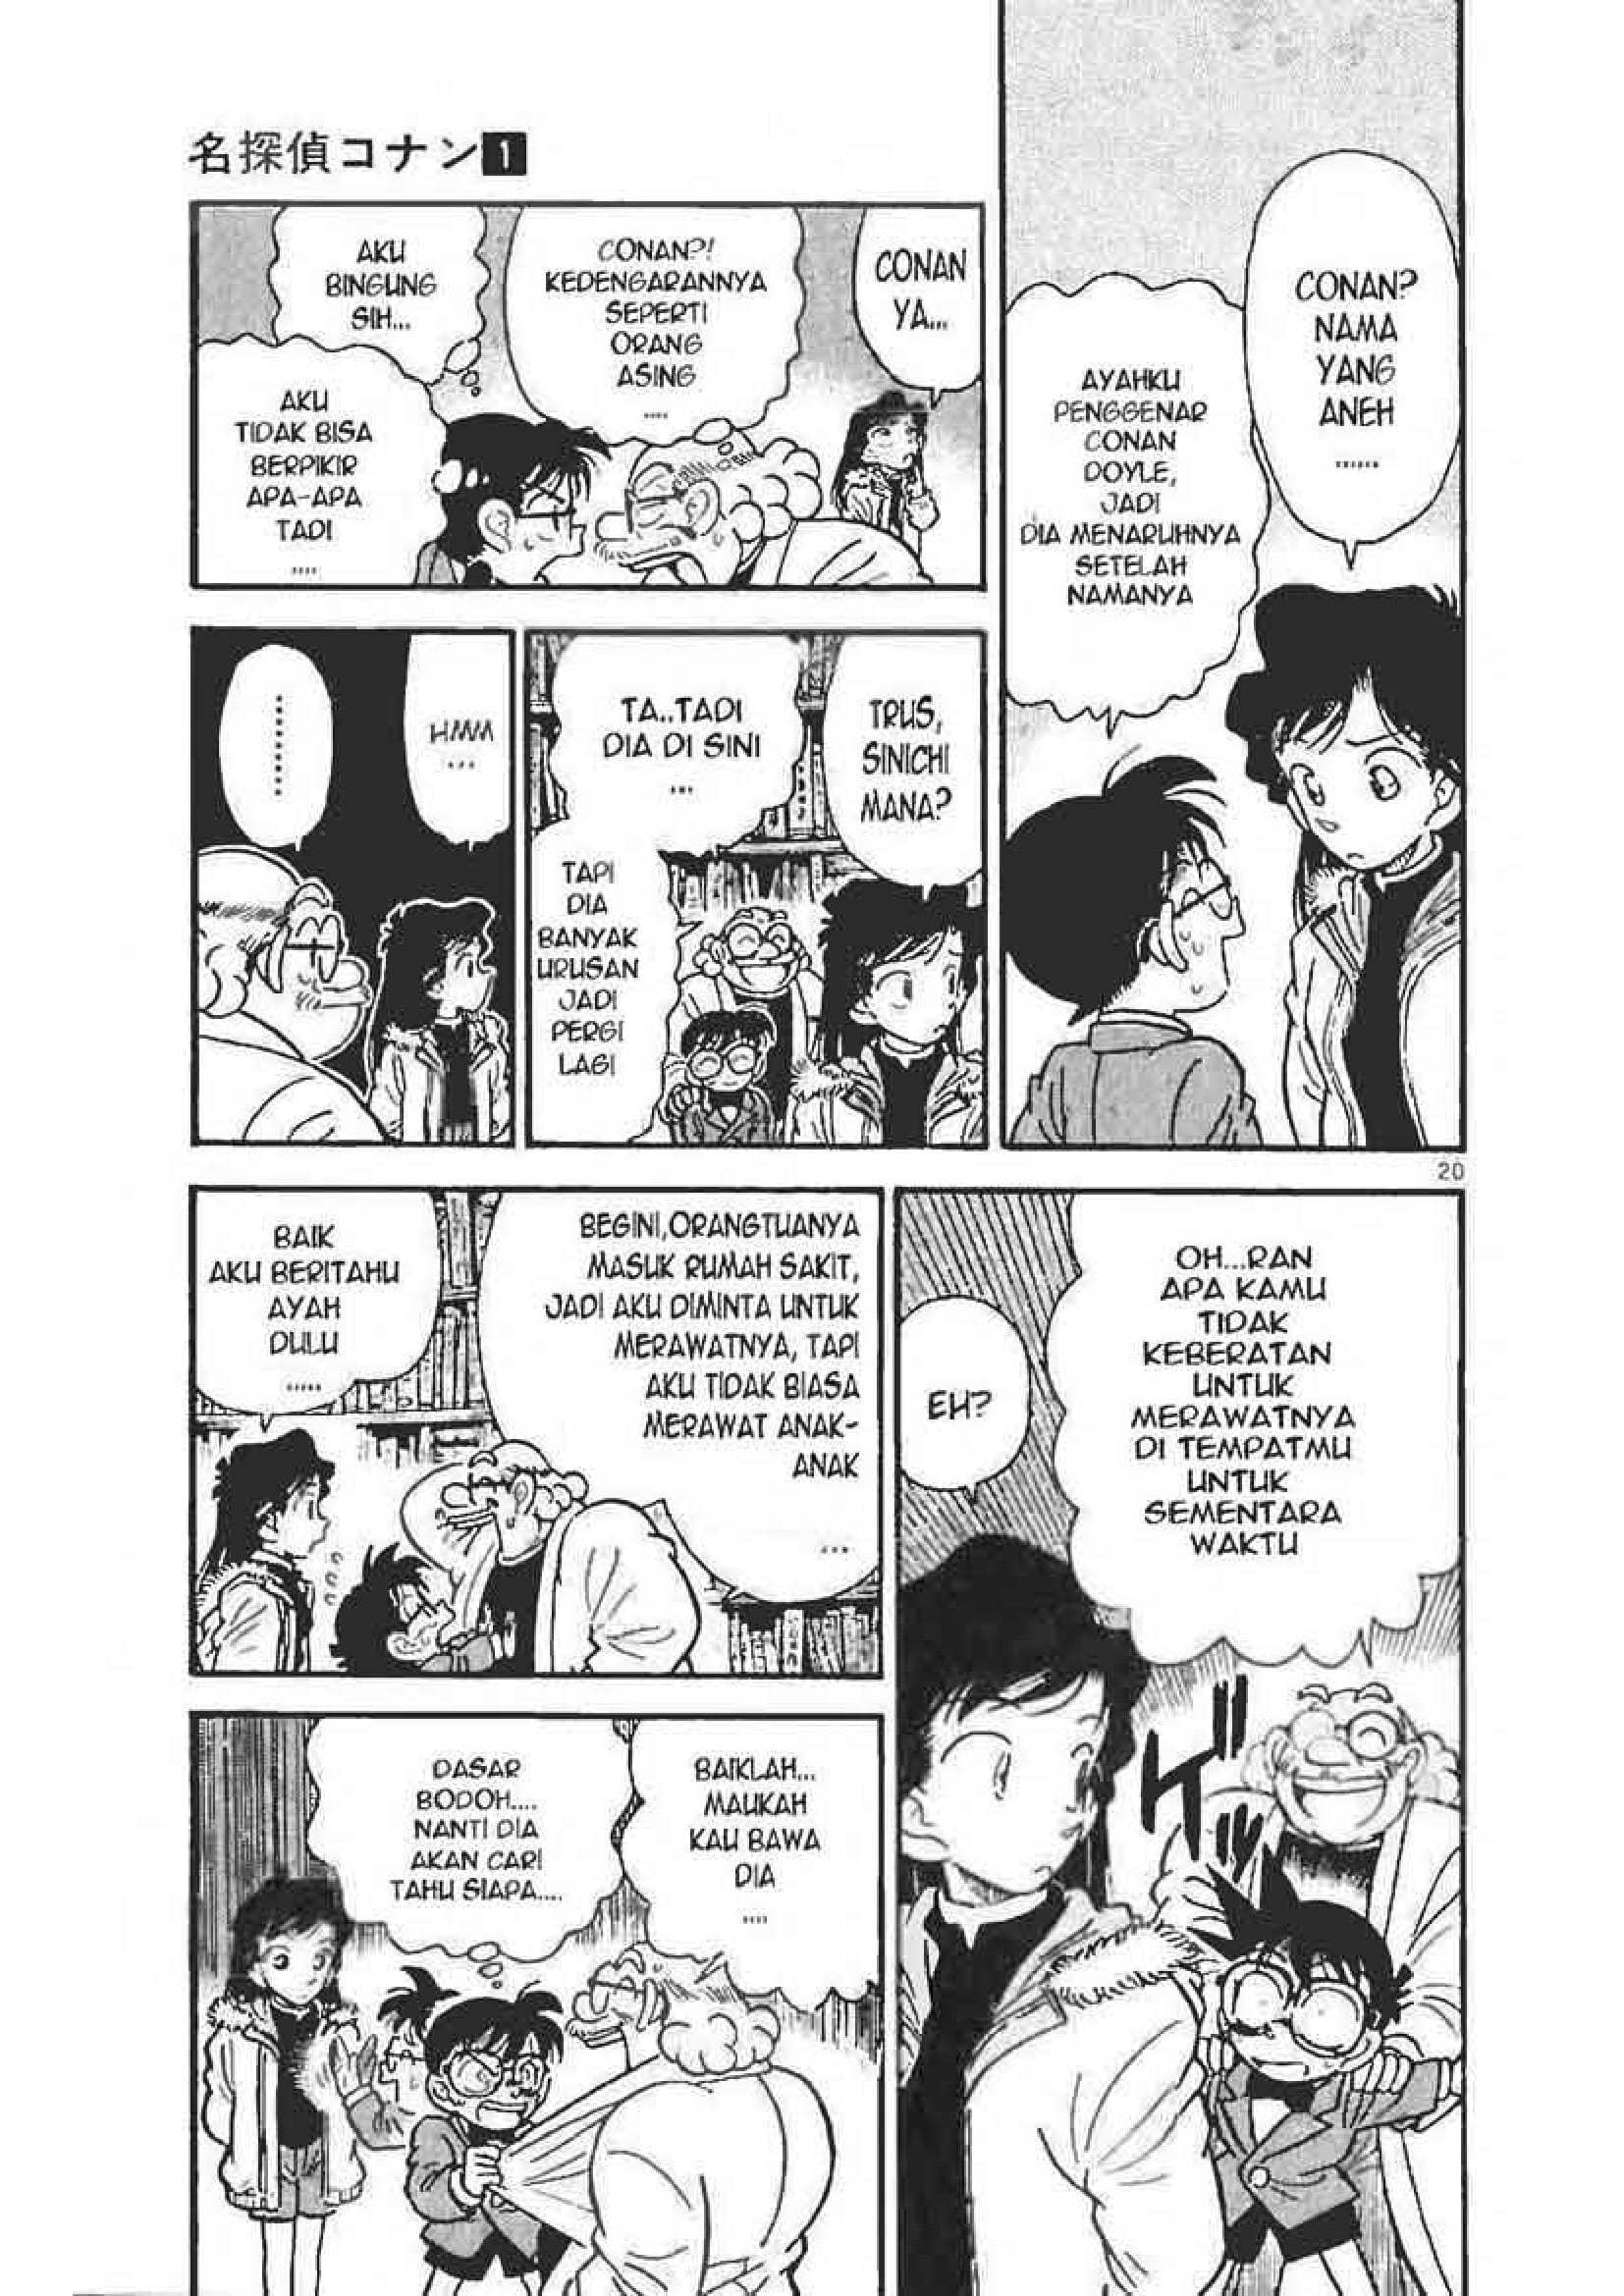 名探偵コナン1
CONAN?
NAMA
YANG
ANEH
......
AYAHKU
PENGGENAR
CONAN
DOYLE,
JADI
DIA MENARUHNYA
SETELAH
NAMANYA
CONAN
YA...
CONAN?!
KEDENGARANNYA
SEPERTI
ORANG
ASING
....
AKU
BINGUNG
SIH...
AKU
TIDAK BISA
BERPIKIR
APA-APA
TADI
....
TRUS,
SINICHI
MANA?
TA..TADI
DIA DI SINI
...
TAPI
DIA
BANYAK
URUSAN
JADI
PERGI
LAGI
HMM
...
.........
20
OH...RAN
APA KAMU
TIDAK
KEBERATAN
UNTUK
MERAWATNYA
DI TEMPATMU
UNTUK
SEMENTARA
WAKTU
EH?
ゲゲ
BEGINI,ORANGTUANYA
MASUK RUMAH SAKIT,
JADI AKU DIMINTA UNTUK
MERAWATNYA, TAPI
AKU TIDAK BIASA
MERAWAT ANAK-
ANAK
...
BAIK
AKU BERITAHU
AYAH
DULU
.....
BAIKLAH...
MAUKAH
KAU BAWA
DIA
....
DASAR
BODOH....
NANTI DIA
AKAN CARI
TAHU SIAPA....